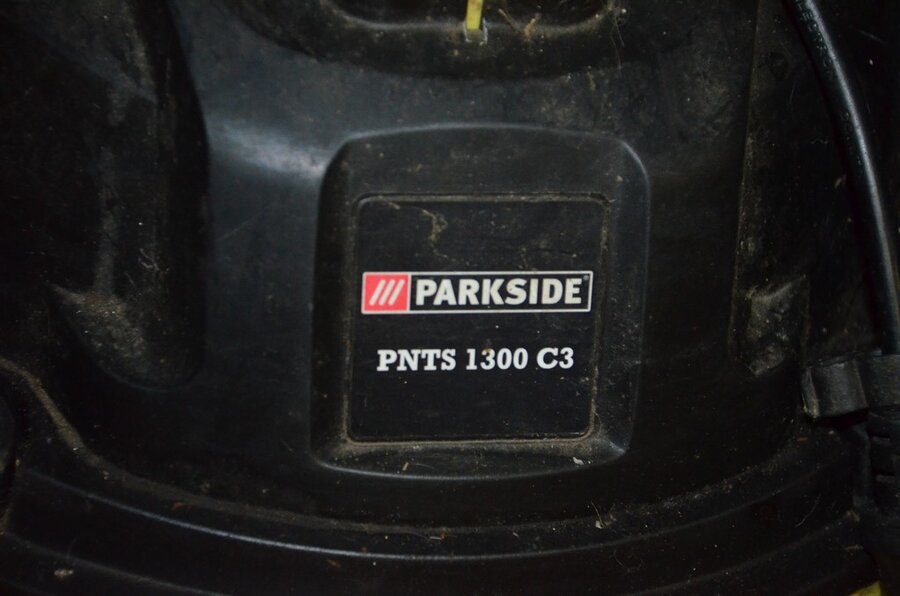 PARKSIDE
PNTS 1300 C3